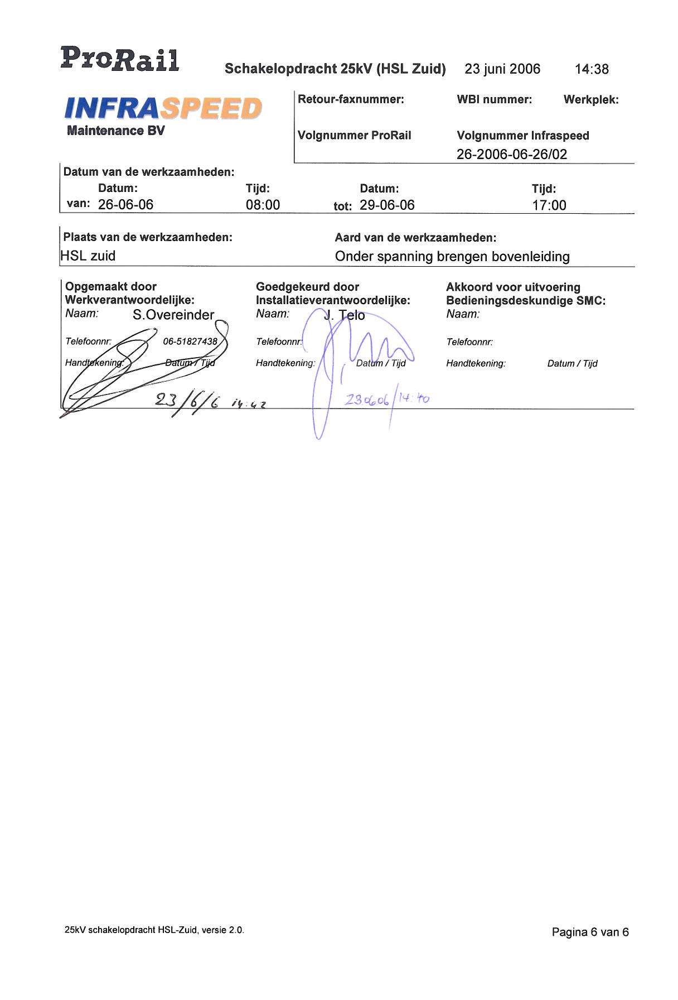 ProRail
Schakelopdracht 25kV (HSL Zuid) 23 juni 2006 14:38
INFRASPEED
Maintenance BV
Retour-faxnummer: WBI nummer: Werkplek:
Volgnummer ProRail Volgnummer Infraspeed
26-2006-06-26/02
Datum van de werkzaamheden:
Datum: Tijd: Datum: Tijd:
van: 26-06-06 08:00 tot: 29-06-06 17:00
Plaats van de werkzaamheden: Aard van de werkzaamheden:
HSL zuid Onder spanning brengen bovenleiding
Opgemaakt door Goedgekeurd door Akkoord voor uitvoering
Werkverantwoordelijke: Installatieverantwoordelijke: Bedieningsdeskundige SMC:
Naam: S.Overeinder Naam: J. Telo Naam:
Telefoonnr: 06-51827438 Telefoonnr: Telefoonnr:
Handtekening: Datum / Tijd Handtekening: Datum / Tijd Handtekening: Datum / Tijd
23/6/6 14:42 23.06.06/14:40
25kV schakelopdracht HSL-Zuid, versie 2.0. Pagina 6 van 6